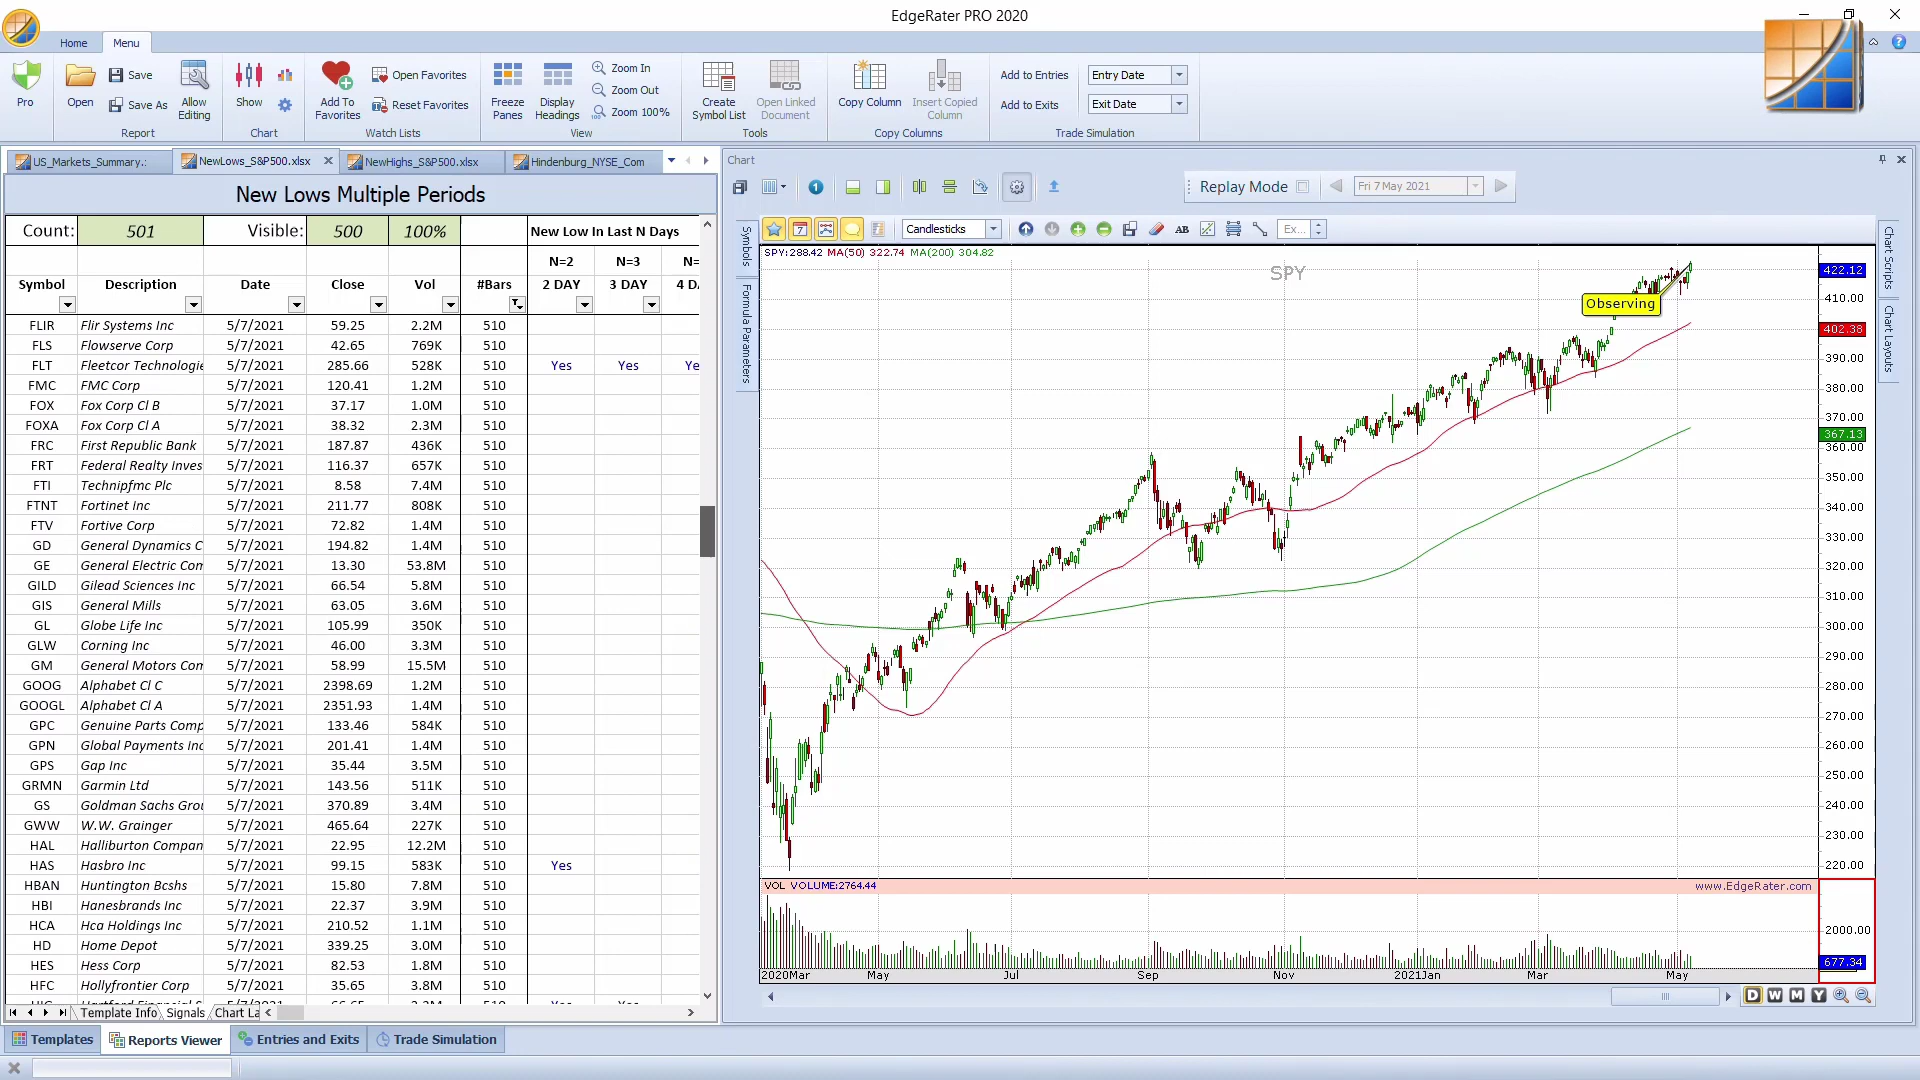 EdgeRater PRO 2020
Home Menu
Pro Open Save Save As Allow Editing Show Add To Favorites Open Favorites Reset Favorites Freeze Panes Display Headings Zoom In Zoom Out Zoom 100% Create Symbol List Open Linked Document Copy Column Insert Copied Column Add to Entries Entry Date Add to Exits Exit Date
Report Chart Watch Lists View Tools Copy Columns Trade Simulation
US_Markets_Summary.: NewLows_S&P500.xlsx NewHighs_S&P500.xlsx Hindenburg_NYSE_Com
New Lows Multiple Periods
Count: 501 Visible: 500 100% New Low In Last N Days
N=2 N=3 N=
Symbol Description Date Close Vol #Bars 2 DAY 3 DAY 4 DA
FLIR Flir Systems Inc 5/7/2021 59.25 2.2M 510
FLS Flowserve Corp 5/7/2021 42.65 769K 510
FLT Fleetcor Technologie 5/7/2021 285.66 528K 510 Yes Yes Ye
FMC FMC Corp 5/7/2021 120.41 1.2M 510
FOX Fox Corp Cl B 5/7/2021 37.17 1.0M 510
FOXA Fox Corp Cl A 5/7/2021 38.32 2.3M 510
FRC First Republic Bank 5/7/2021 187.87 436K 510
FRT Federal Realty Inves 5/7/2021 116.37 657K 510
FTI Technipfmc Plc 5/7/2021 8.58 7.4M 510
FTNT Fortinet Inc 5/7/2021 211.77 808K 510
FTV Fortive Corp 5/7/2021 72.82 1.4M 510
GD General Dynamics C 5/7/2021 194.82 1.4M 510
GE General Electric Com 5/7/2021 13.30 53.8M 510
GILD Gilead Sciences Inc 5/7/2021 66.54 5.8M 510
GIS General Mills 5/7/2021 63.05 3.6M 510
GL Globe Life Inc 5/7/2021 105.99 350K 510
GLW Corning Inc 5/7/2021 46.00 3.3M 510
GM General Motors Com 5/7/2021 58.99 15.5M 510
GOOG Alphabet Cl C 5/7/2021 2398.69 1.2M 510
GOOGL Alphabet Cl A 5/7/2021 2351.93 1.4M 510
GPC Genuine Parts Comp 5/7/2021 133.46 584K 510
GPN Global Payments Inc 5/7/2021 201.41 1.4M 510
GPS Gap Inc 5/7/2021 35.44 3.5M 510
GRMN Garmin Ltd 5/7/2021 143.56 511K 510
GS Goldman Sachs Grou 5/7/2021 370.89 3.4M 510
GWW W.W. Grainger 5/7/2021 465.64 227K 510
HAL Halliburton Compan 5/7/2021 22.95 12.2M 510
HAS Hasbro Inc 5/7/2021 99.15 583K 510 Yes
HBAN Huntington Bcshs 5/7/2021 15.80 7.8M 510
HBI Hanesbrands Inc 5/7/2021 22.37 3.9M 510
HCA Hca Holdings Inc 5/7/2021 210.52 1.1M 510
HD Home Depot 5/7/2021 339.25 3.0M 510
HES Hess Corp 5/7/2021 82.53 1.8M 510
HFC Hollyfrontier Corp 5/7/2021 35.65 3.8M 510
Template Info Signals Chart La
Templates Reports Viewer Entries and Exits Trade Simulation
Chart
Replay Mode Fri 7 May 2021
Candlesticks AB Ex...
Symbols
Formula Parameters
Chart Scripts
Chart Layouts
SPY:288.42 MA(50) 322.74 MA(200) 304.82
SPY
Observing
422.12
410.00
402.38
390.00
380.00
370.00
367.13
360.00
350.00
340.00
330.00
320.00
310.00
300.00
290.00
280.00
270.00
260.00
250.00
240.00
230.00
220.00
VOL VOLUME:2764.44 www.EdgeRater.com
2000.00
677.34
2020Mar May Jul Sep Nov 2021Jan Mar May
D W M Y